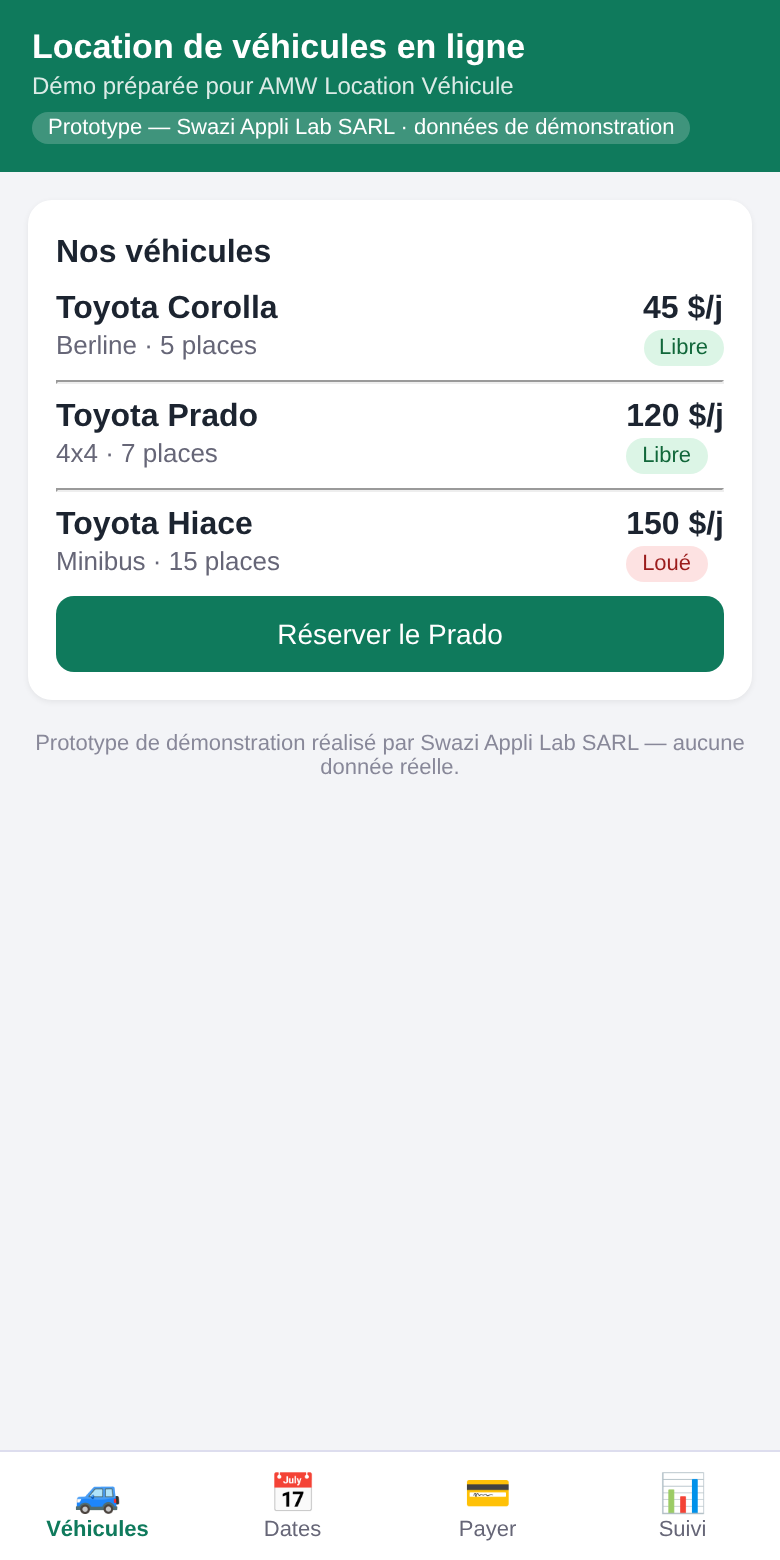 Location de véhicules en ligne
Démo préparée pour AMW Location Véhicule
Prototype — Swazi Appli Lab SARL · données de démonstration
Nos véhicules
Toyota Corolla 45 $/j
Berline · 5 places Libre
Toyota Prado 120 $/j
4x4 · 7 places Libre
Toyota Hiace 150 $/j
Minibus · 15 places Loué
Réserver le Prado
Prototype de démonstration réalisé par Swazi Appli Lab SARL — aucune
donnée réelle.
July
17
Véhicules Dates Payer Suivi